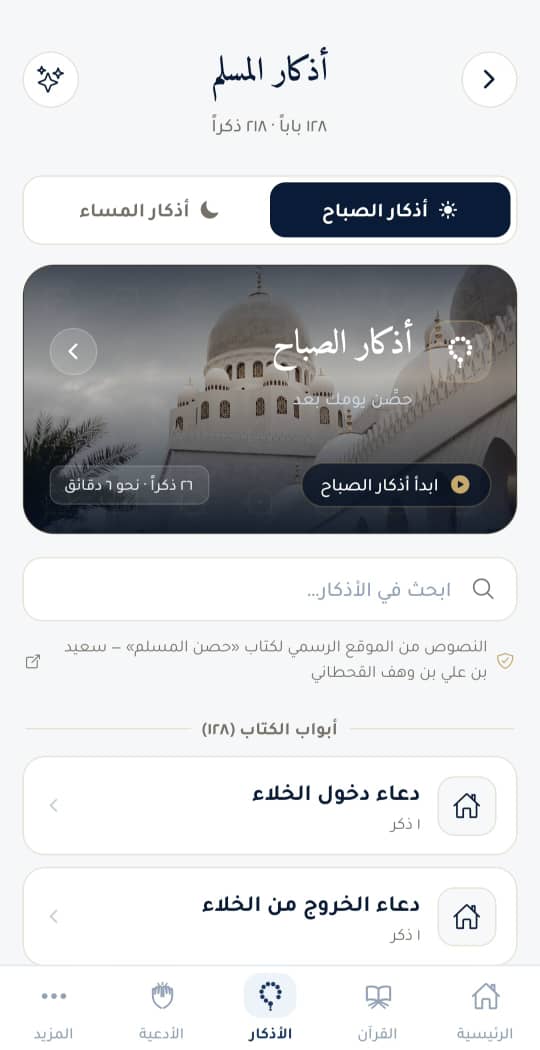 أذكار المسلم
١٢٨ باباً · ٢١٨ ذكراً
أذكار الصباح
أذكار المساء
أذكار الصباح
حصِّن يومك بعد
ابدأ أذكار الصباح
٢٦ ذكراً · نحو ٦ دقائق
ابحث في الأذكار...
النصوص من الموقع الرسمي لكتاب «حصن المسلم» – سعيد
بن علي بن وهف القحطاني
أبواب الكتاب (١٢٨)
دعاء دخول الخلاء
١ ذكر
دعاء الخروج من الخلاء
١ ذكر
الرئيسية
القرآن
الأذكار
الأدعية
المزيد